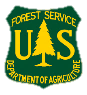 FOREST SERVICE
U S
DEPARTMENT OF AGRICULTURE